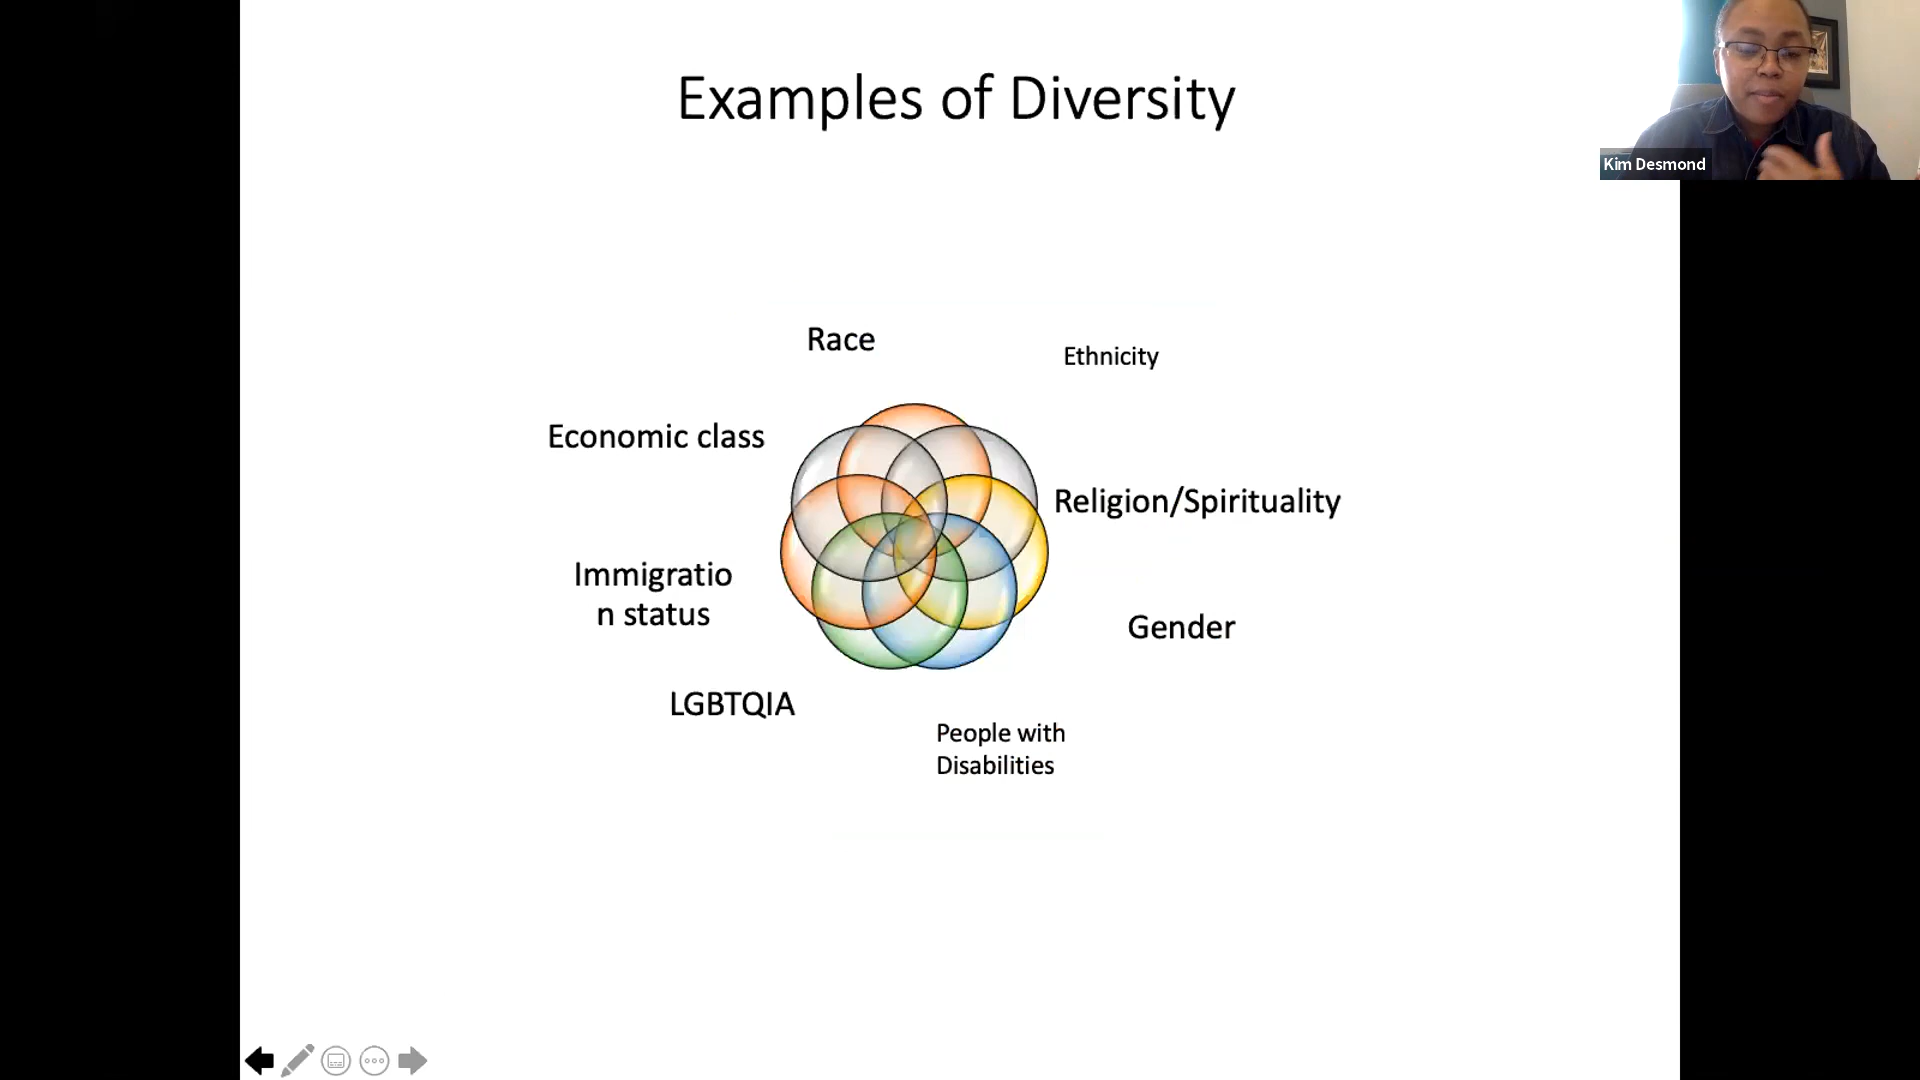 Examples of Diversity
Kim Desmond
Race
Ethnicity
Economic class
Religion/Spirituality
Immigratio
n status
Gender
LGBTQIA
People with
Disabilities